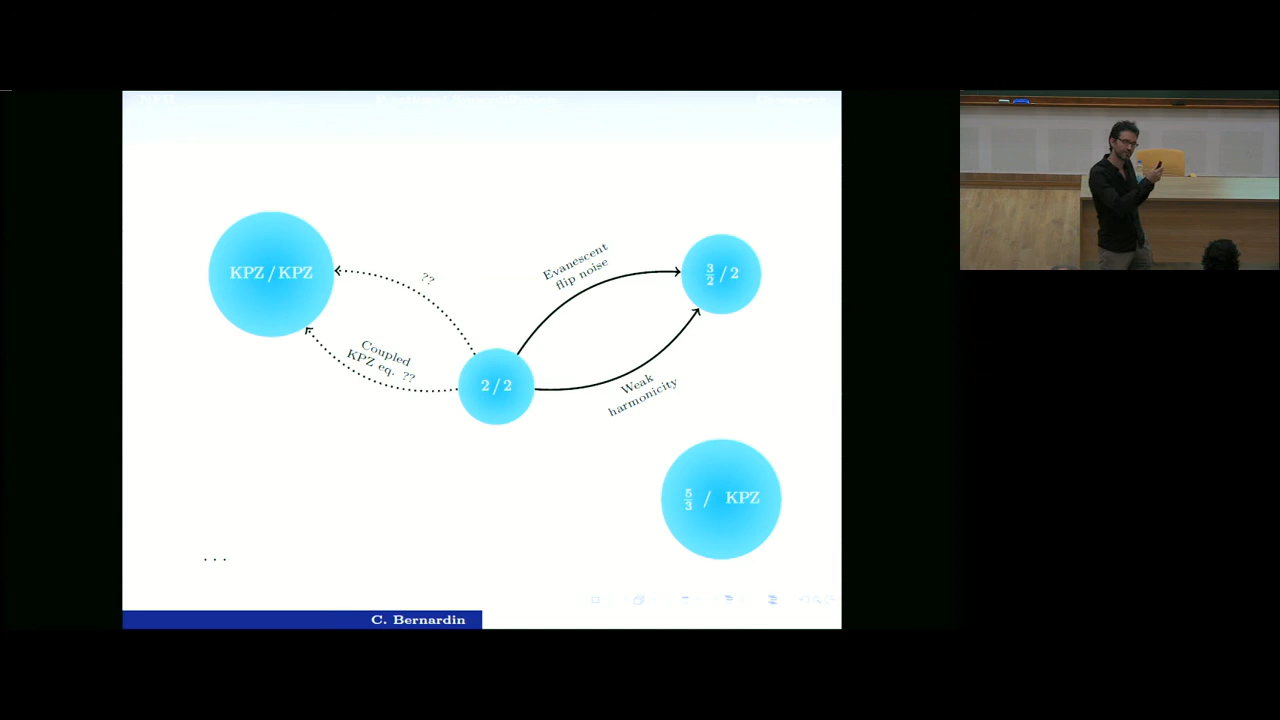 KPZ / KPZ
??
Evanescent
flip noise
3/2 / 2
Coupled
KPZ eq. ??
2 / 2
Weak
harmonicity
5/3 / KPZ
. . .
C. Bernardin